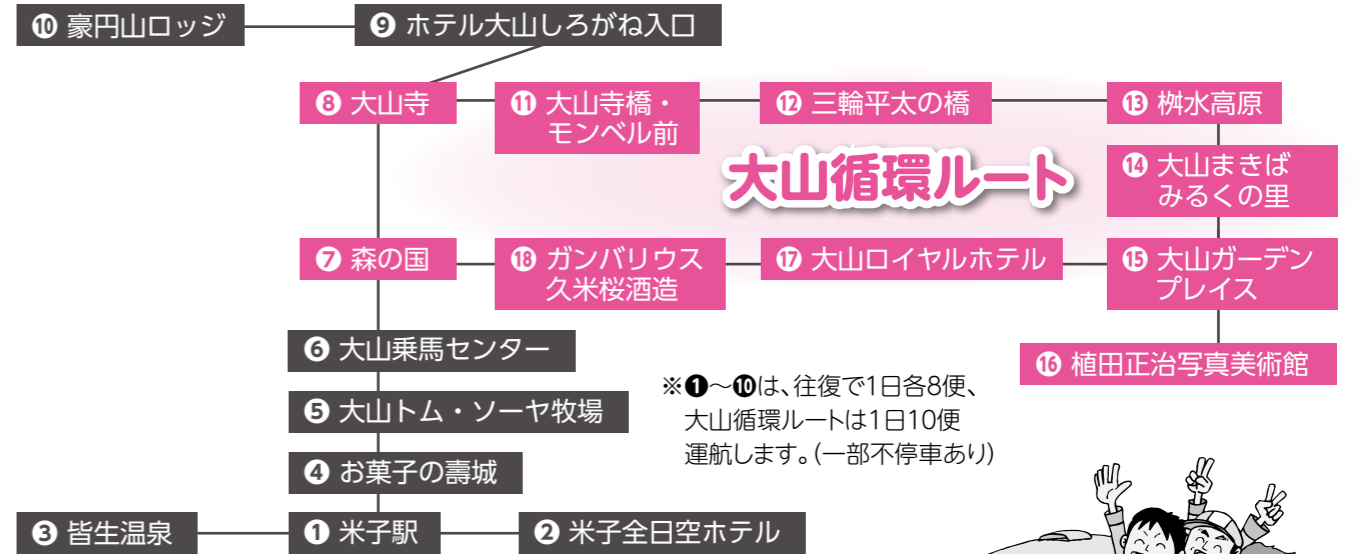 ❿ 豪円山ロッジ
❾ ホテル大山しろがね入口
❽ 大山寺
⓫ 大山寺橋・
モンベル前
⓬ 三輪平太の橋
⓭ 桝水高原
大山循環ルート
⓮ 大山まきば
みるくの里
❼ 森の国
⓲ ガンバリウス
久米桜酒造
⓱ 大山ロイヤルホテル
⓯ 大山ガーデン
プレイス
❻ 大山乗馬センター
⓰ 植田正治写真美術館
❺ 大山トム・ソーヤ牧場
※❶〜❿は、往復で1日各8便、
大山循環ルートは1日10便
運航します。(一部不停車あり)
❹ お菓子の壽城
❸ 皆生温泉
❶ 米子駅
❷ 米子全日空ホテル